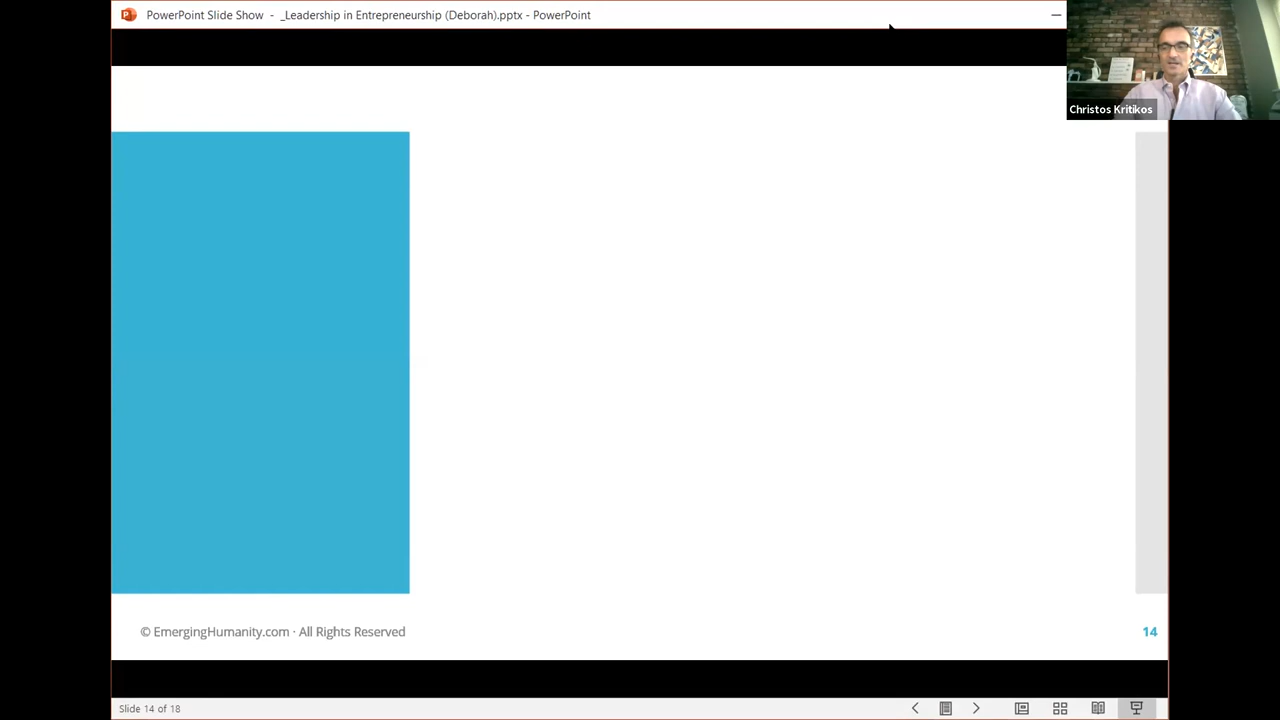 PowerPoint Slide Show - _Leadership in Entrepreneurship (Deborah).pptx - PowerPoint
Christos Kritikos
© EmergingHumanity.com · All Rights Reserved
14
Slide 14 of 18